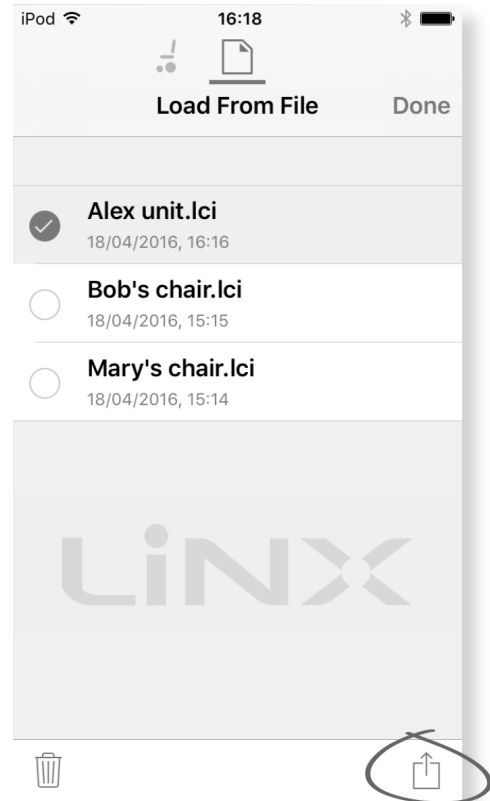 iPod 16:18
Load From File Done
Alex unit.lci
18/04/2016, 16:16
Bob's chair.lci
18/04/2016, 15:15
Mary's chair.lci
18/04/2016, 15:14
LiNX